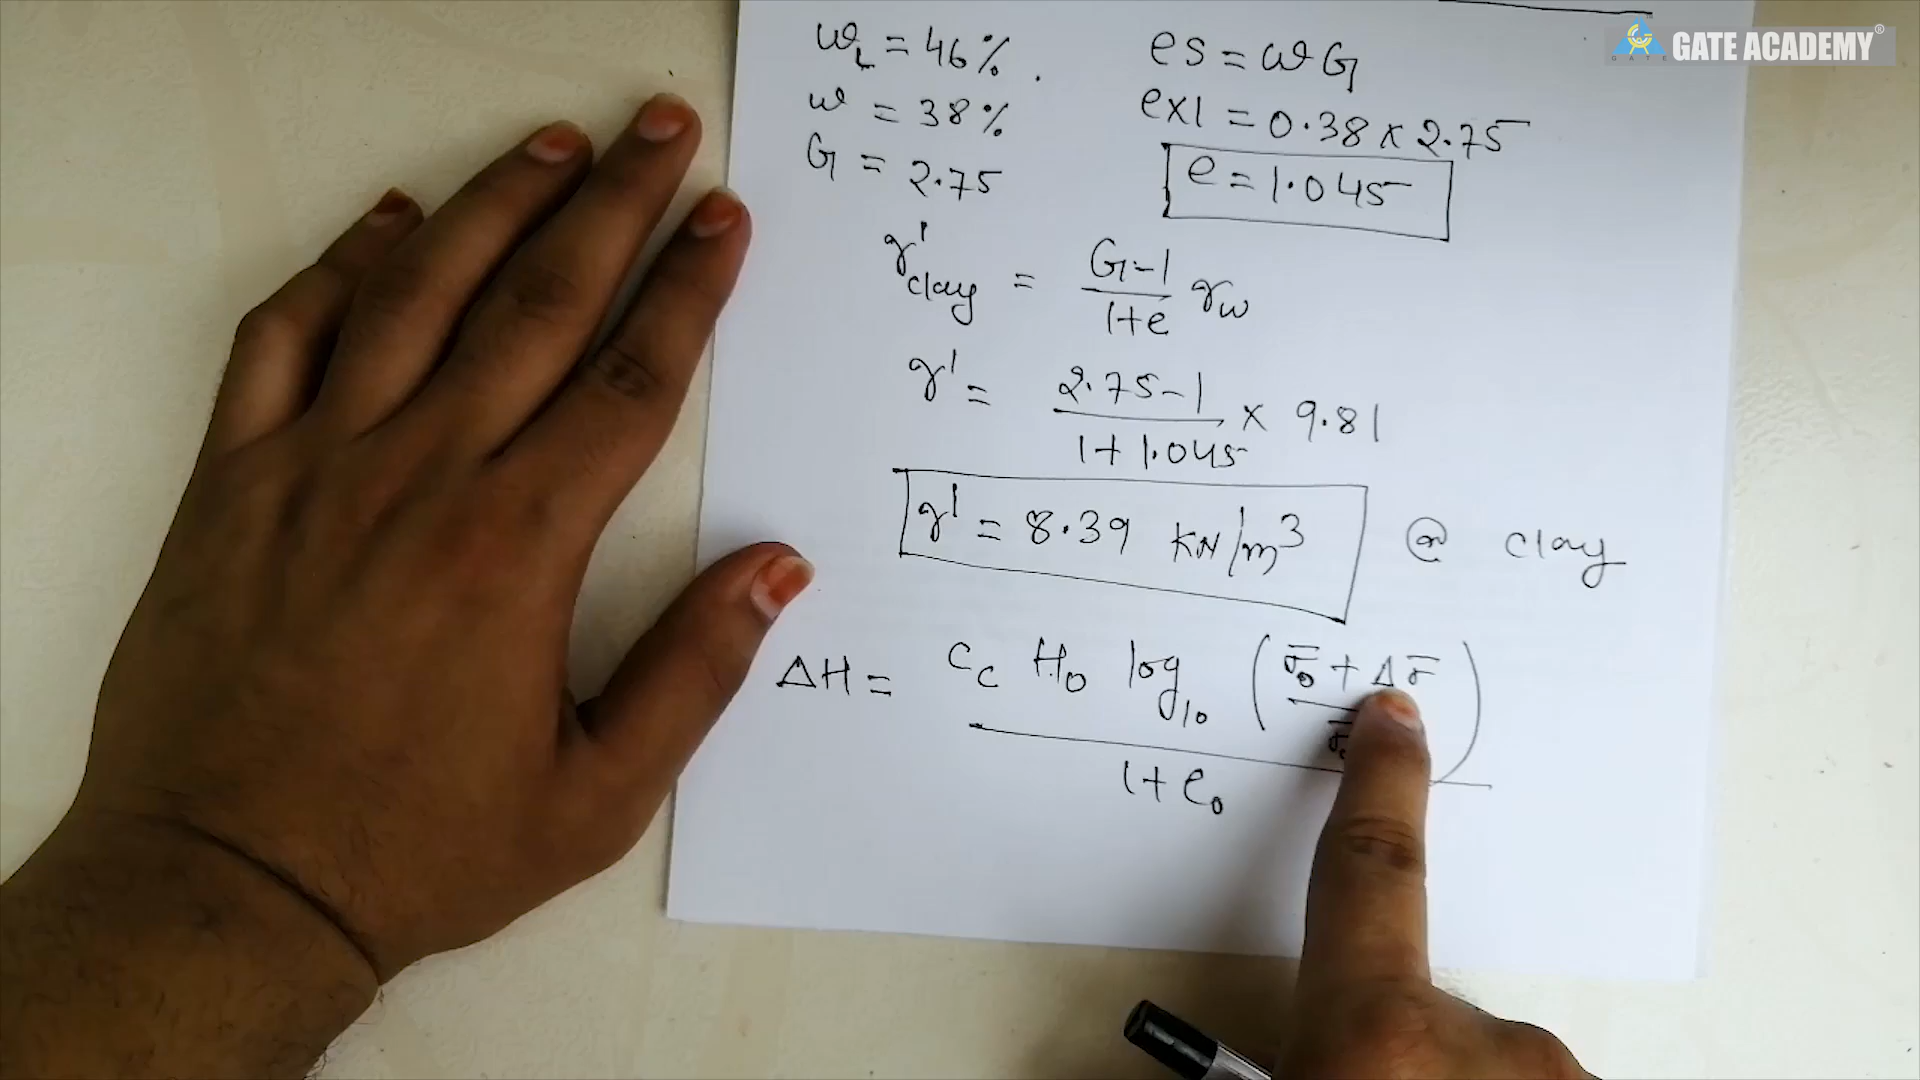 GATE ACADEMY®
GATE
w_L = 46%.
w = 38%
G = 2.75
es = wG
e×1 = 0.38 × 2.75
e = 1.045
γ'clay = (G-1)/(1+e) γw
γ' = (2.75-1)/(1+1.045) × 9.81
γ' = 8.39 KN/m³ @ clay
ΔH = Cc H₀ log₁₀ ((σ̄₀ + Δσ̄)/σ̄₀)
1+e₀